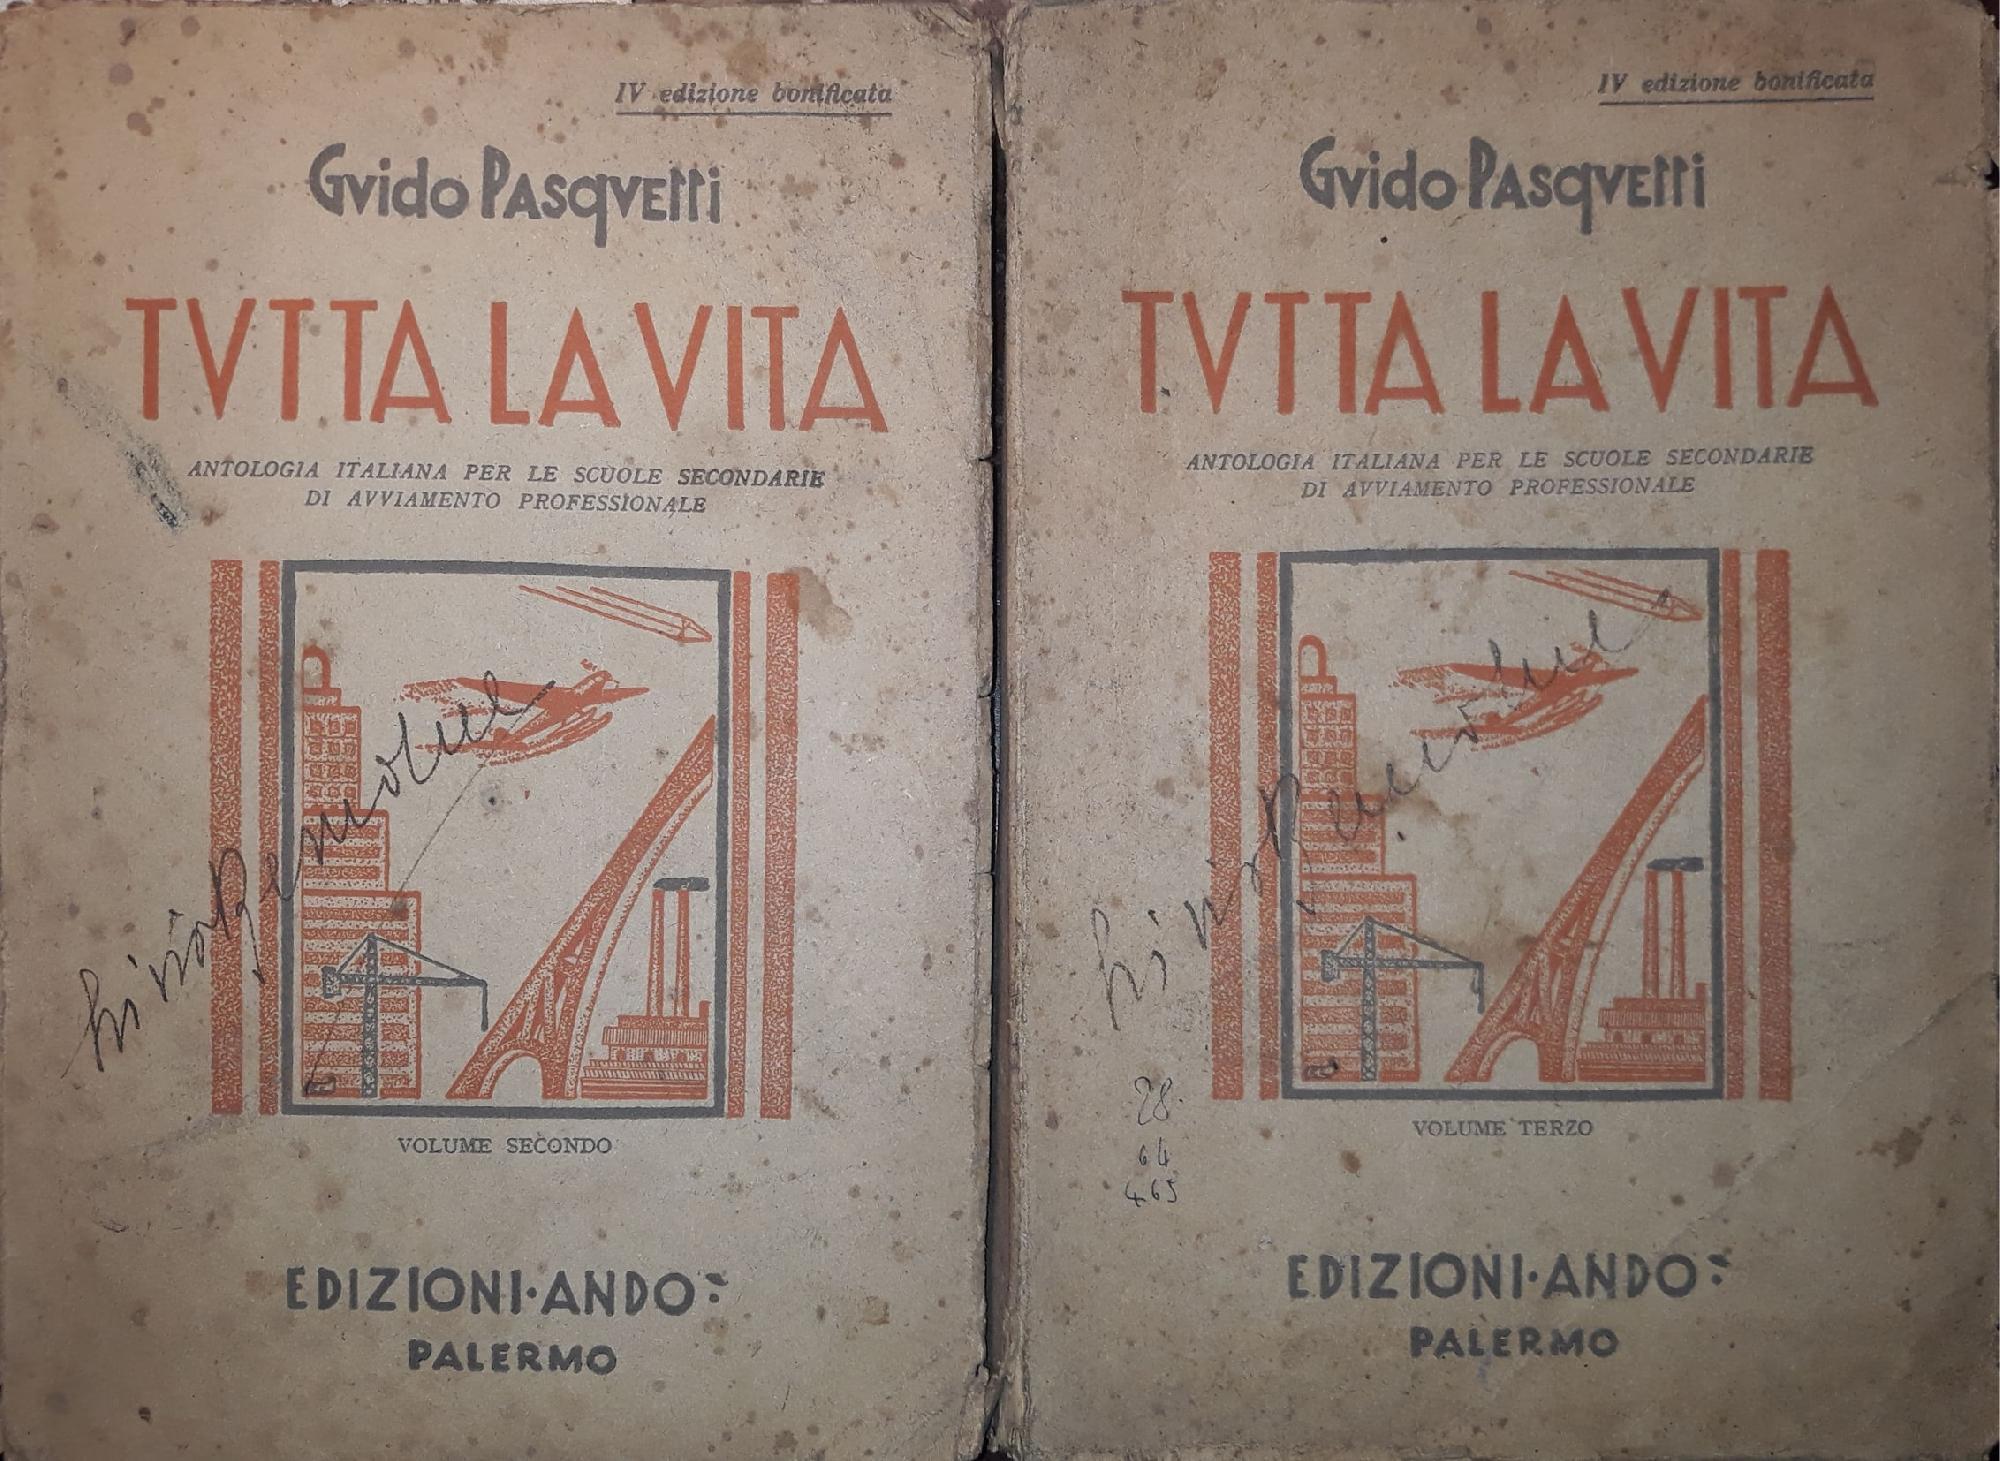 IV edizione bonificata
GVido PASqVETTi
TVTTA LA VITA
ANTOLOGIA ITALIANA PER LE SCUOLE SECONDARIE
DI AVVIAMENTO PROFESSIONALE
VOLUME SECONDO
EDIZIONI·ANDO:
PALERMO
IV edizione bonificata
GVido PASqVETTi
TVTTA LA VITA
ANTOLOGIA ITALIANA PER LE SCUOLE SECONDARIE
DI AVVIAMENTO PROFESSIONALE
28.
64
465
VOLUME TERZO
EDIZIONI·ANDO:
PALERMO